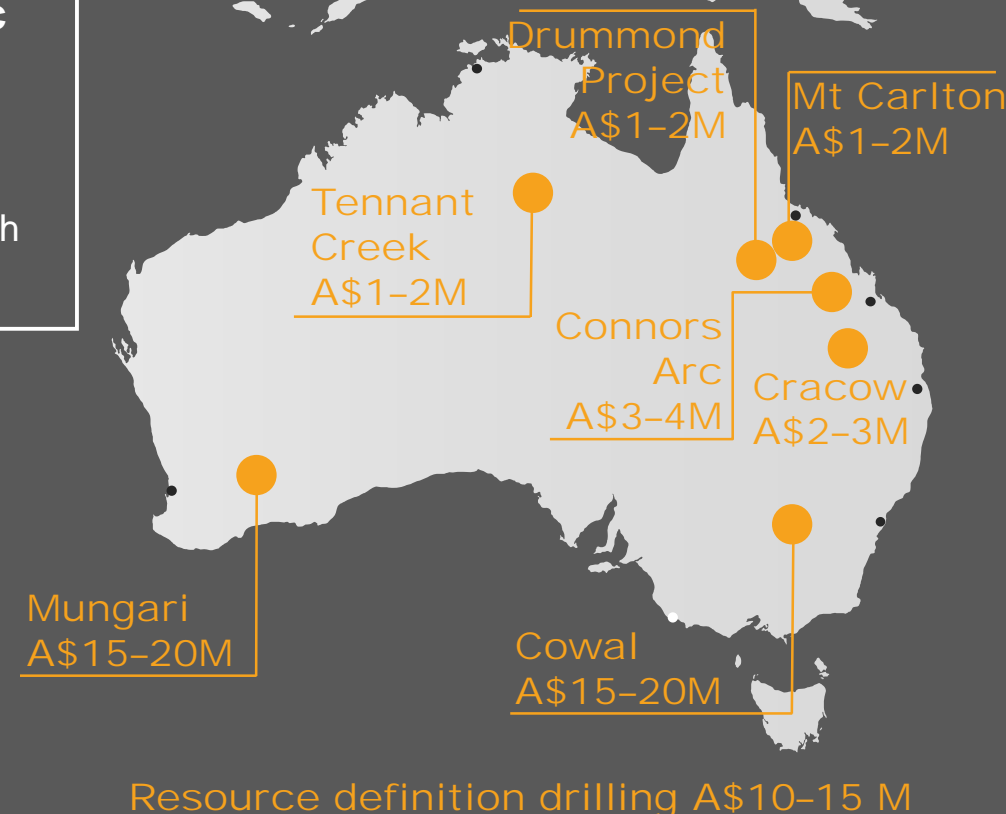 c
h
Drummond
Project
A$1–2M
Mt Carlton
A$1–2M
Tennant
Creek
A$1–2M
Connors
Arc
A$3–4M
Cracow
A$2–3M
Mungari
A$15–20M
Cowal
A$15–20M
Resource definition drilling A$10–15 M